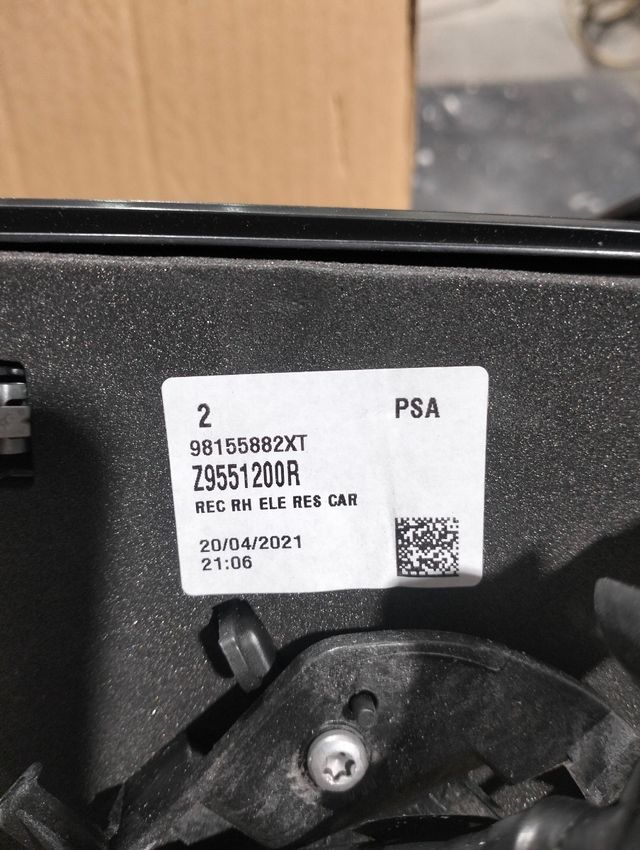 2 PSA
98155882XT
Z9551200R
REC RH ELE RES CAR
20/04/2021
21:06